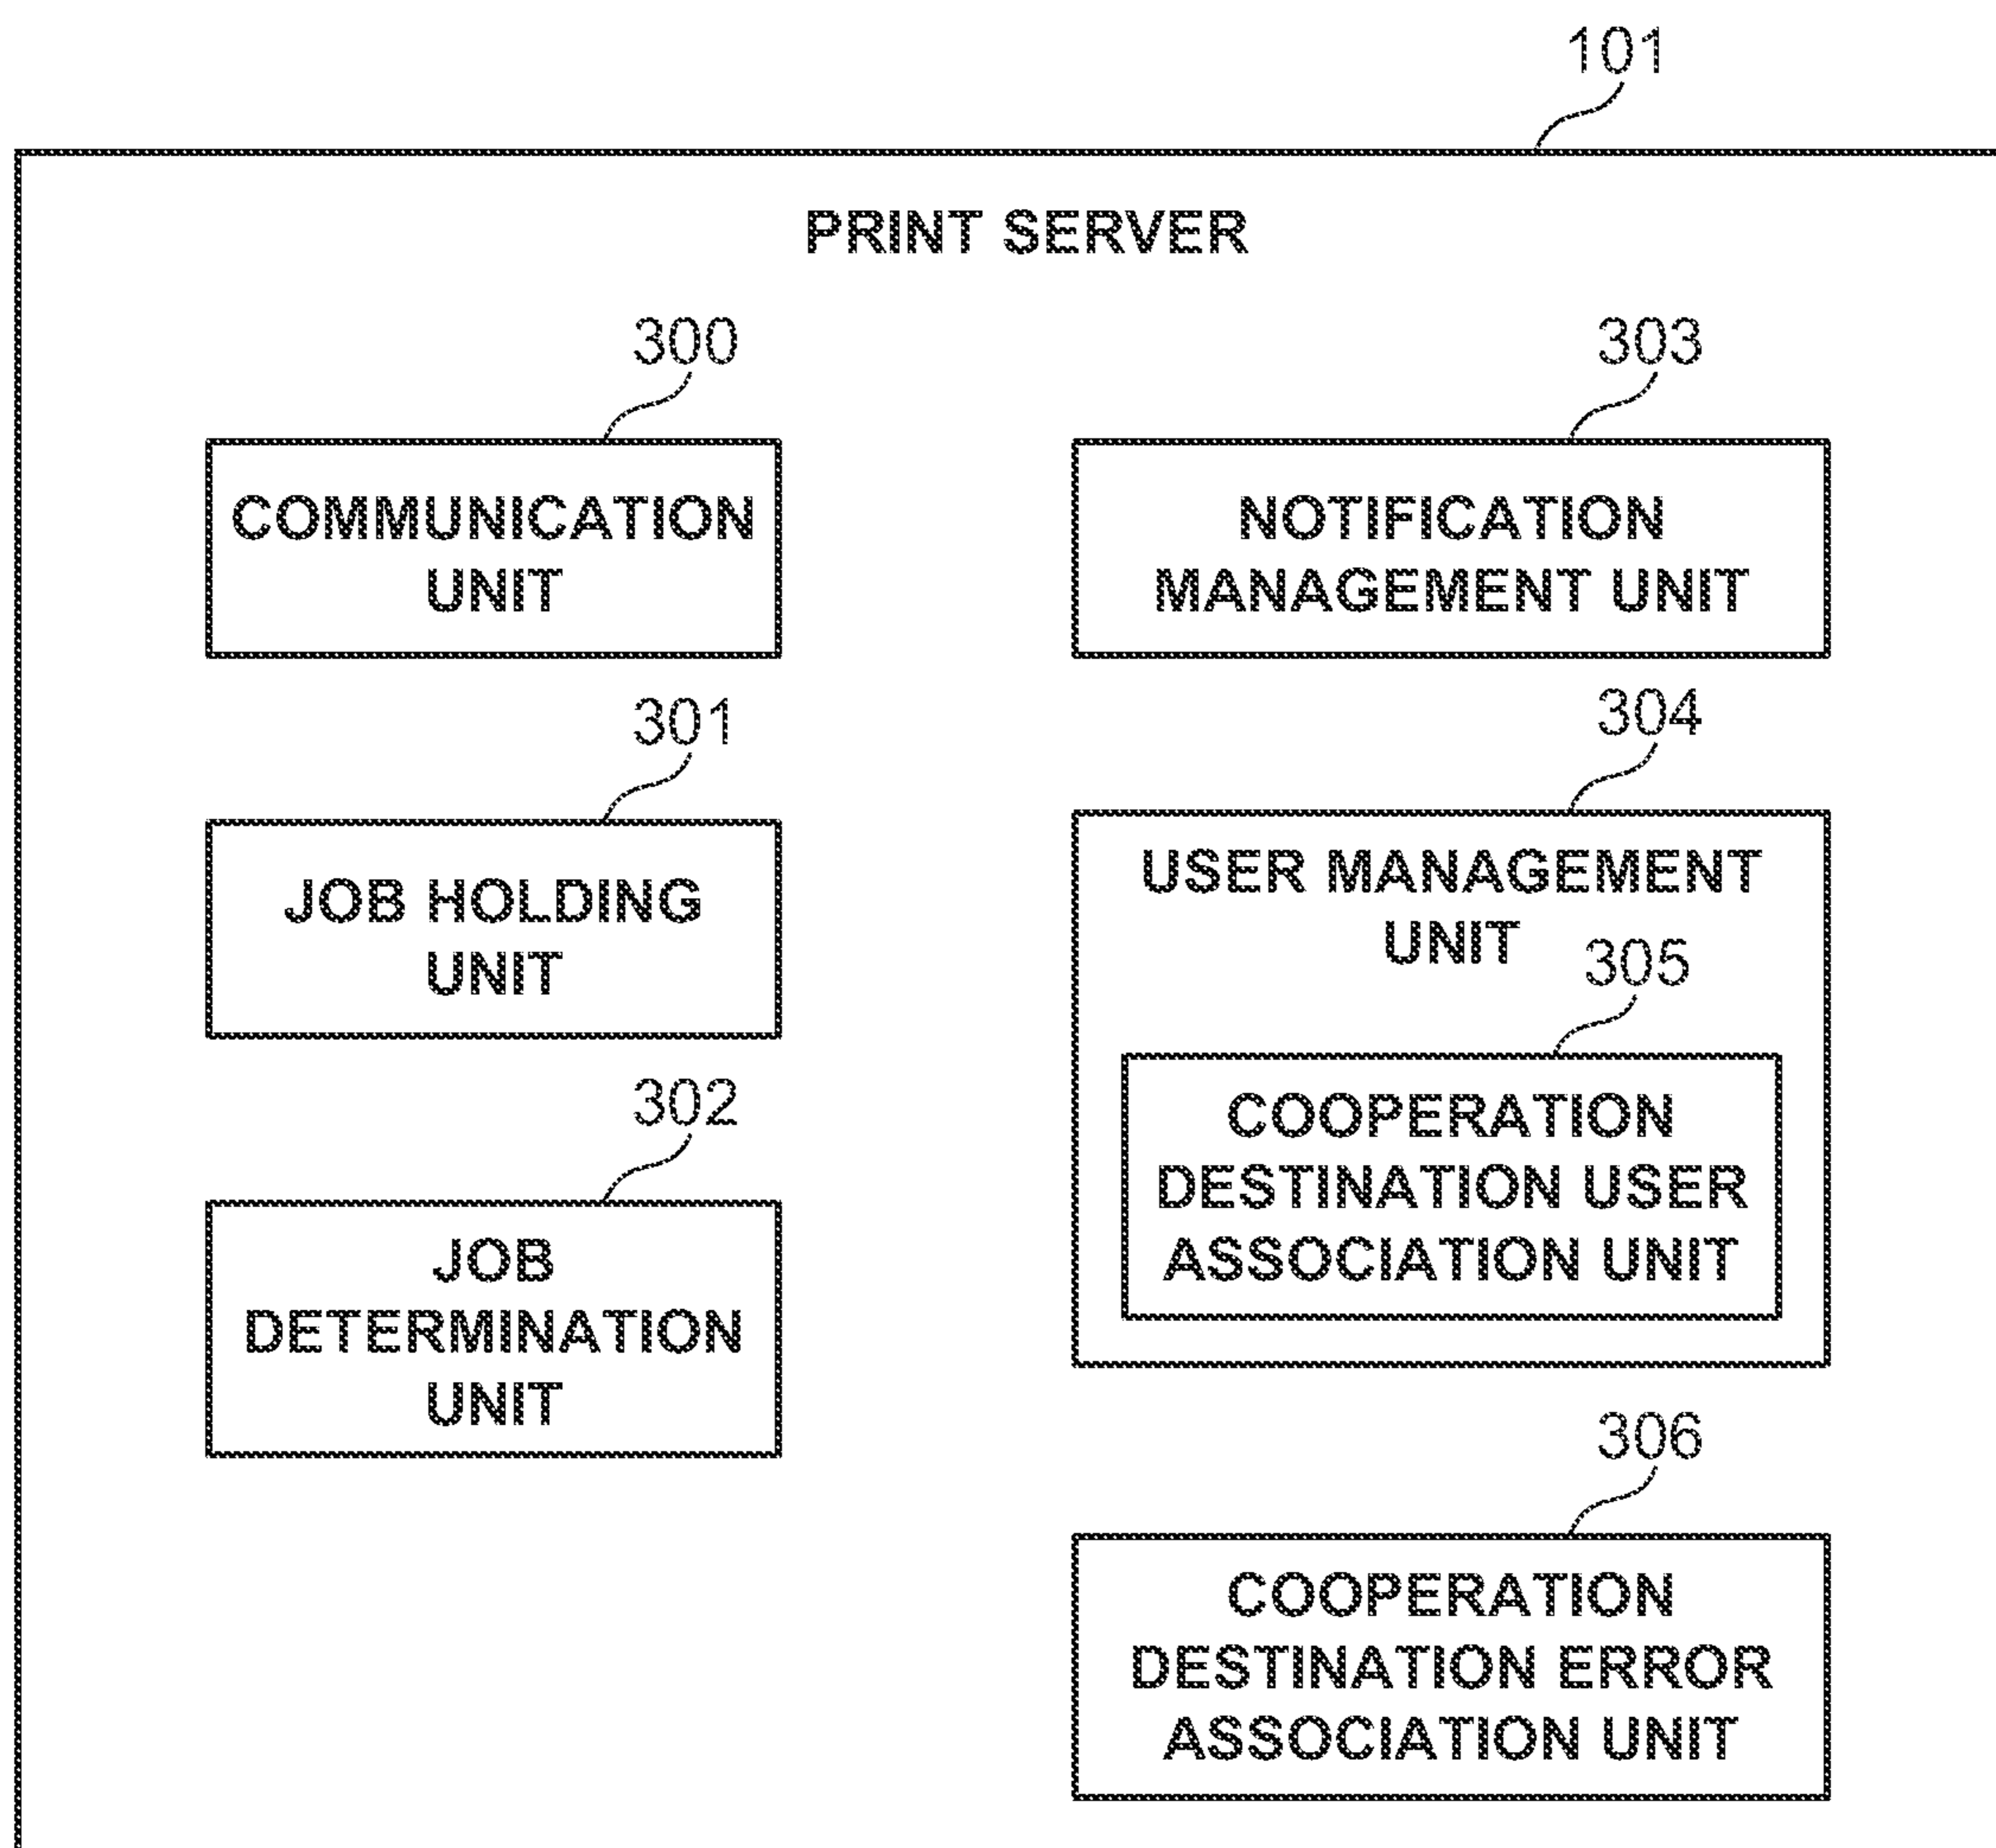 101
PRINT SERVER
300
COMMUNICATION
UNIT
301
JOB HOLDING
UNIT
302
JOB
DETERMINATION
UNIT
303
NOTIFICATION
MANAGEMENT UNIT
304
USER MANAGEMENT
UNIT
305
COOPERATION
DESTINATION USER
ASSOCIATION UNIT
306
COOPERATION
DESTINATION ERROR
ASSOCIATION UNIT